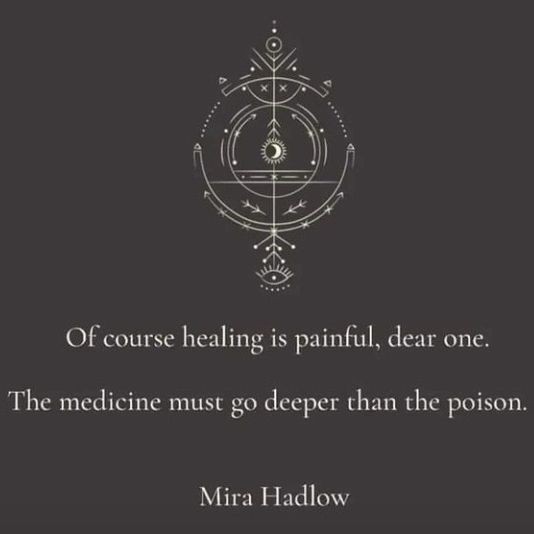 Of course healing is painful, dear one.
The medicine must go deeper than the poison.
Mira Hadlow